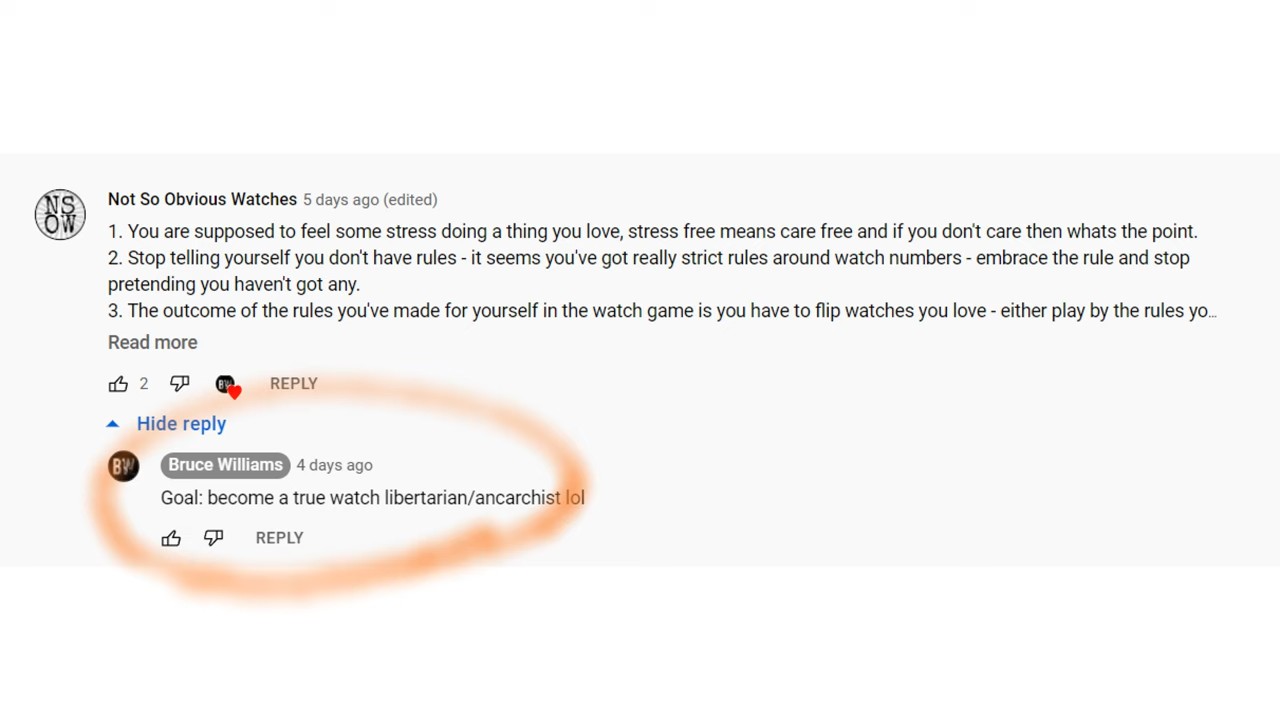 NS
OW
Not So Obvious Watches 5 days ago (edited)
1. You are supposed to feel some stress doing a thing you love, stress free means care free and if you don't care then whats the point.
2. Stop telling yourself you don't have rules - it seems you've got really strict rules around watch numbers - embrace the rule and stop
pretending you haven't got any.
3. The outcome of the rules you've made for yourself in the watch game is you have to flip watches you love - either play by the rules yo...
Read more
2 BW REPLY
Hide reply
BW Bruce Williams 4 days ago
Goal: become a true watch libertarian/ancarchist lol
REPLY